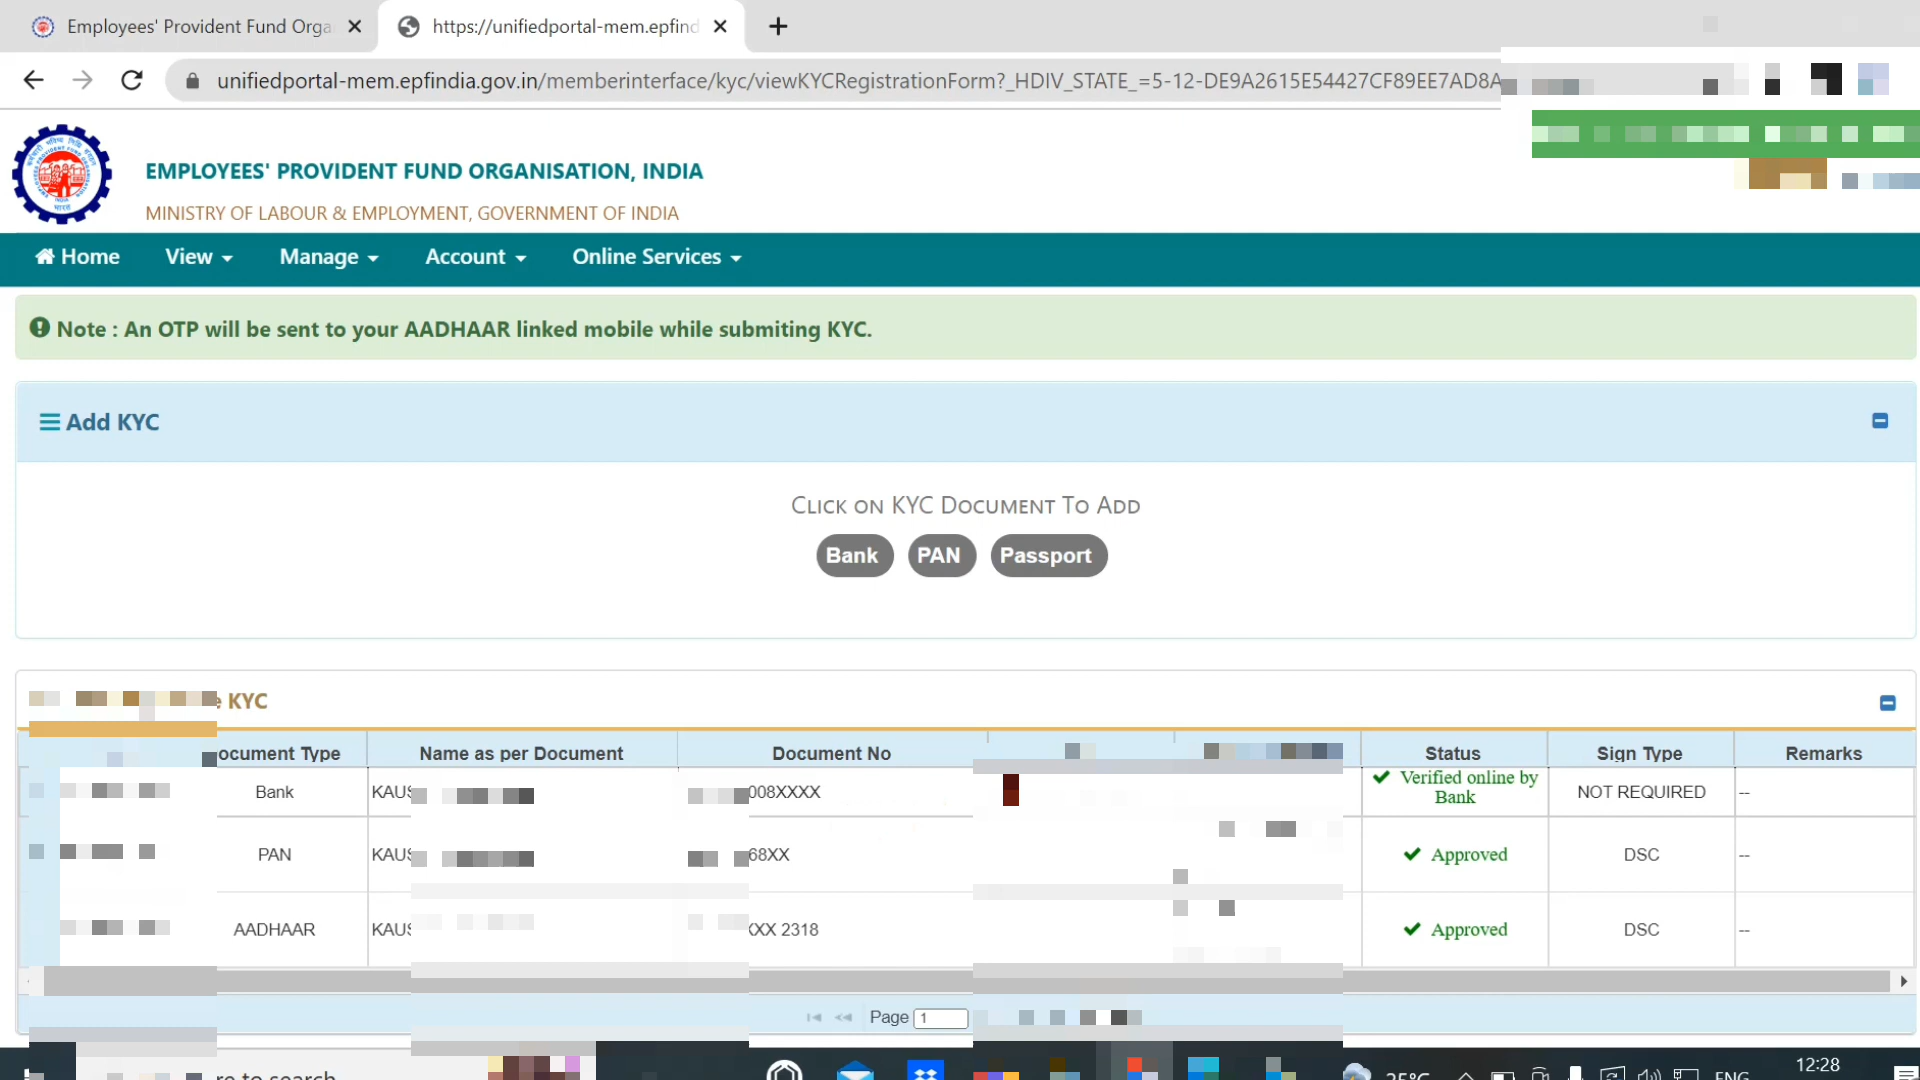 Employees' Provident Fund Orga
https://unifiedportal-mem.epfind
unifiedportal-mem.epfindia.gov.in/memberinterface/kyc/viewKYCRegistrationForm?_HDIV_STATE_=5-12-DE9A2615E54427CF89EE7AD8A
EMPLOYEES' PROVIDENT FUND ORGANISATION, INDIA
MINISTRY OF LABOUR & EMPLOYMENT, GOVERNMENT OF INDIA
Home View Manage Account Online Services
Note : An OTP will be sent to your AADHAAR linked mobile while submiting KYC.
Add KYC
CLICK ON KYC DOCUMENT TO ADD
Bank PAN Passport
KYC
ocument Type Name as per Document Document No Status Sign Type Remarks
Bank KAUS 008XXXX Verified online by Bank NOT REQUIRED --
PAN KAUS 68XX Approved DSC --
AADHAAR KAUS XXX 2318 Approved DSC --
Page 1
re to search 25°C ENG 12:28